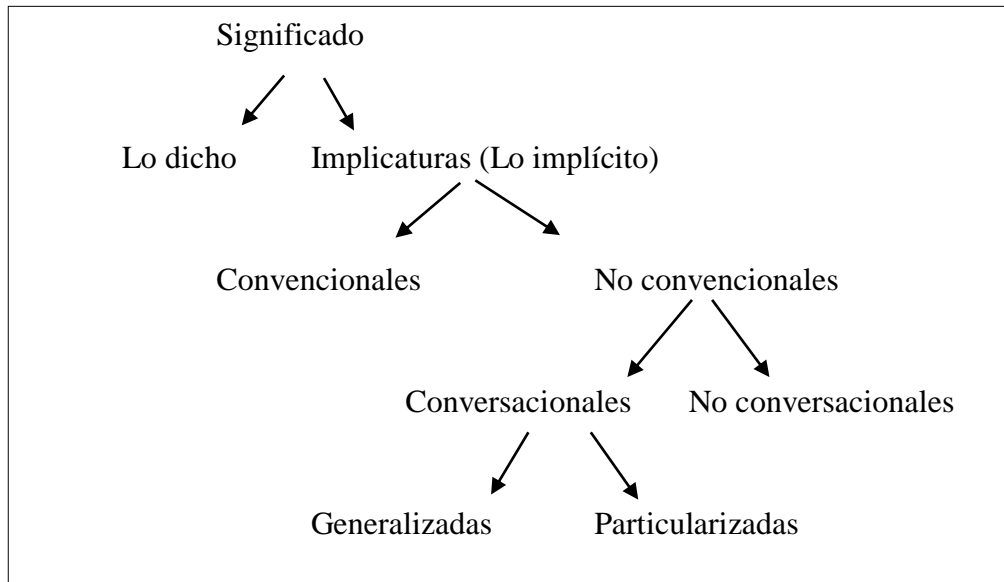 Significado
Lo dicho Implicaturas (Lo implícito)
Convencionales No convencionales
Conversacionales No conversacionales
Generalizadas Particularizadas